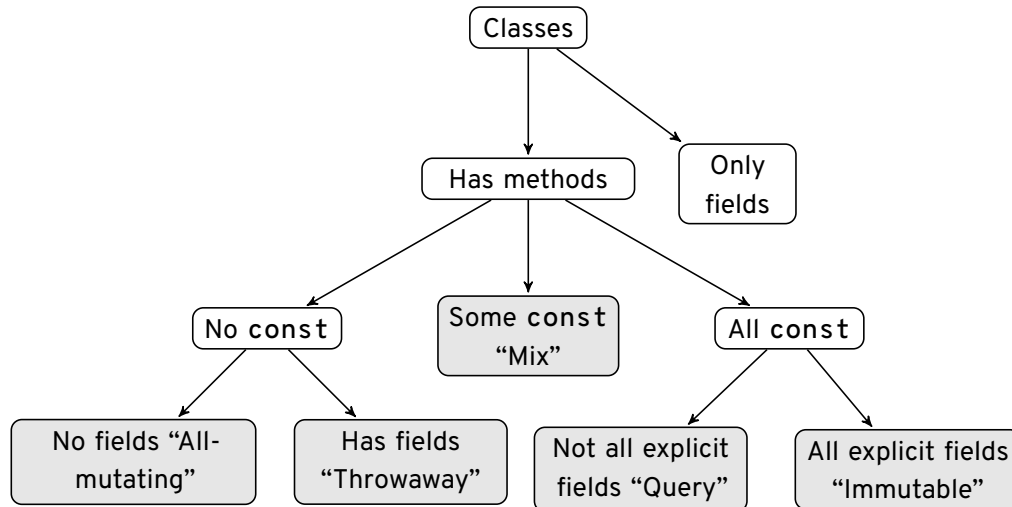 Classes
Has methods
Only
fields
No const
Some const
“Mix”
All const
No fields “All-
mutating”
Has fields
“Throwaway”
Not all explicit
fields “Query”
All explicit fields
“Immutable”